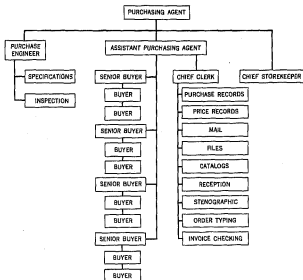 PURCHASING AGENT
PURCHASE
ENGINEER
ASSISTANT PURCHASING AGENT
SPECIFICATIONS
INSPECTION
SENIOR BUYER
BUYER
BUYER
SENIOR BUYER
BUYER
BUYER
SENIOR BUYER
BUYER
BUYER
SENIOR BUYER
BUYER
BUYER
CHIEF CLERK
PURCHASE RECORDS
PRICE RECORDS
MAIL
FILES
CATALOGS
RECEPTION
STENOGRAPHIC
ORDER TYPING
INVOICE CHECKING
CHIEF STOREKEEPER